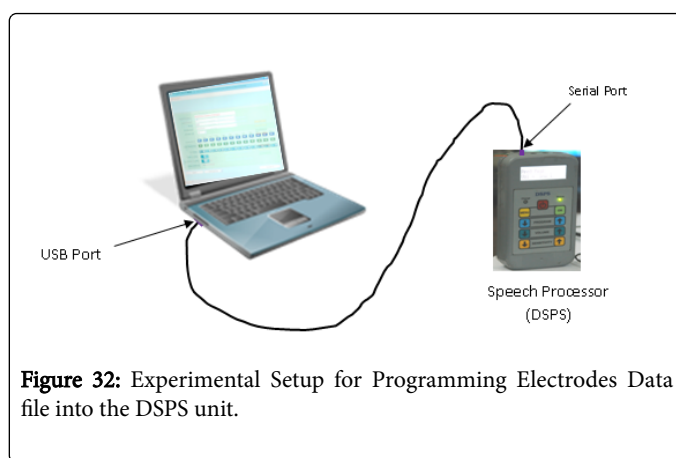 Serial Port
USB Port
DSPS
Speech Processor
(DSPS)
Figure 32: Experimental Setup for Programming Electrodes Data
file into the DSPS unit.